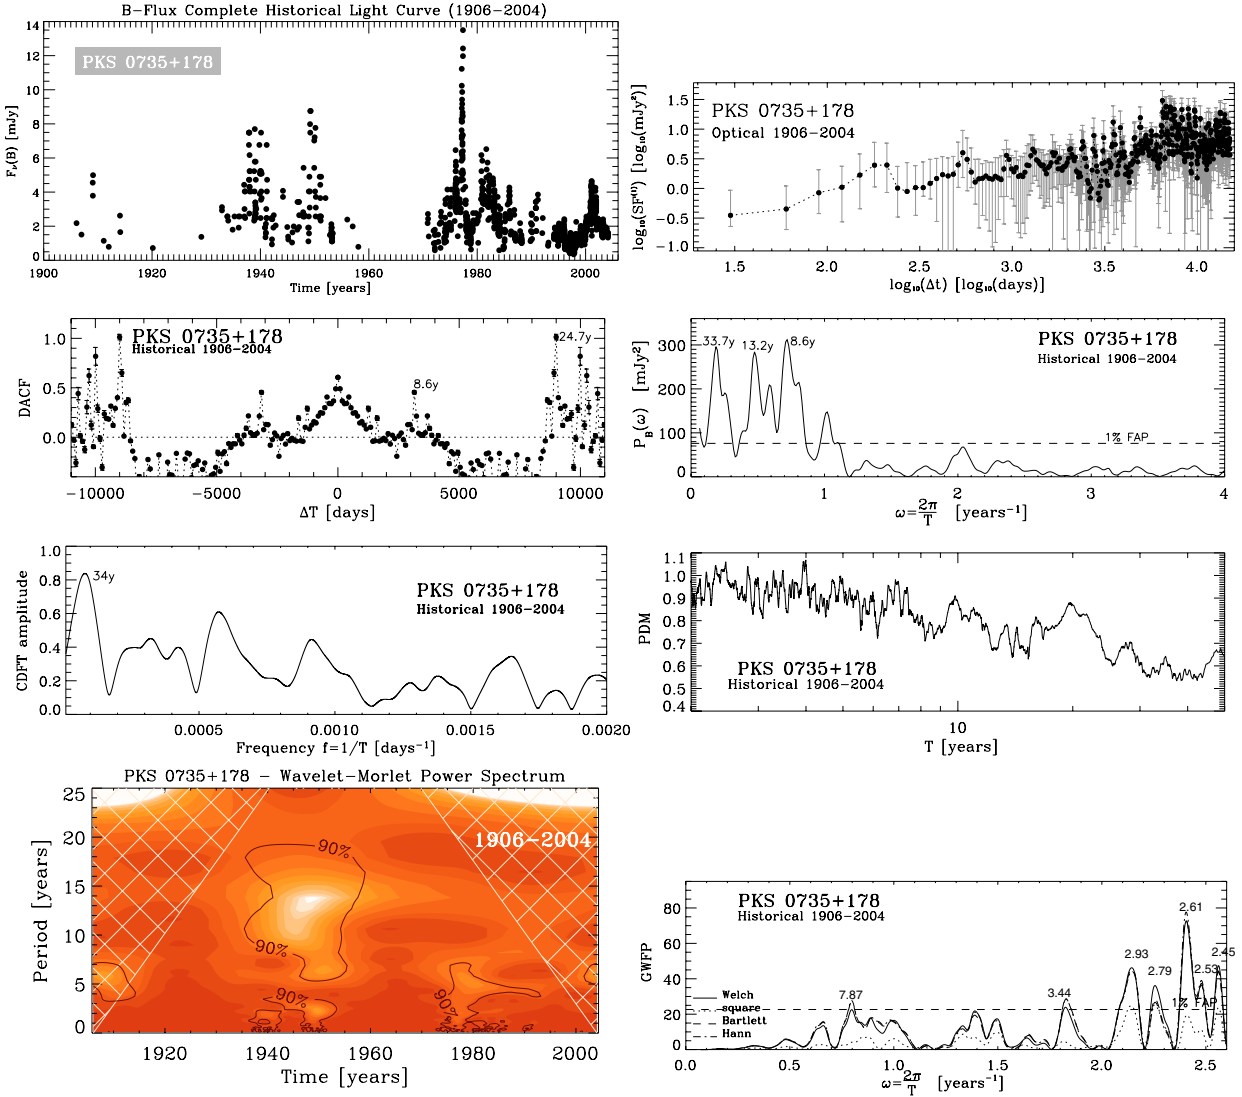 B-Flux Complete Historical Light Curve (1906-2004)
PKS 0735+178
Fν(B) [mJy]
14
12
10
8
6
4
2
0
1900 1920 1940 1960 1980 2000
Time [years]
PKS 0735+178
Optical 1906-2004
log₁₀(SF⁽¹⁾) [log₁₀(mJy²)]
1.5
1.0
0.5
0.0
-0.5
-1.0
1.5 2.0 2.5 3.0 3.5 4.0
log₁₀(Δt) [log₁₀(days)]
PKS 0735+178
Historical 1906-2004
24.7y
8.6y
DACF
1.0
0.5
0.0
-10000 -5000 0 5000 10000
ΔT [days]
33.7y 13.2y 8.6y
PKS 0735+178
Historical 1906-2004
1% FAP
P_B(ω) [mJy²]
300
200
100
0
0 1 2 3 4
ω=2π/T [years⁻¹]
34y
PKS 0735+178
Historical 1906-2004
CDFT amplitude
1.0
0.8
0.6
0.4
0.2
0.0
0.0005 0.0010 0.0015 0.0020
Frequency f=1/T [days⁻¹]
PKS 0735+178
Historical 1906-2004
PDM
1.1
1.0
0.9
0.8
0.7
0.6
0.5
0.4
10
T [years]
PKS 0735+178 - Wavelet-Morlet Power Spectrum
1906-2004
90%
90%
90%
90%
Period [years]
25
20
15
10
5
0
1920 1940 1960 1980 2000
Time [years]
PKS 0735+178
Historical 1906-2004
2.61
2.93
2.79
2.53
2.45
7.87
3.44
1% FAP
Welch
square
Bartlett
Hann
GWFP
80
60
40
20
0
0.0 0.5 1.0 1.5 2.0 2.5
ω=2π/T [years⁻¹]